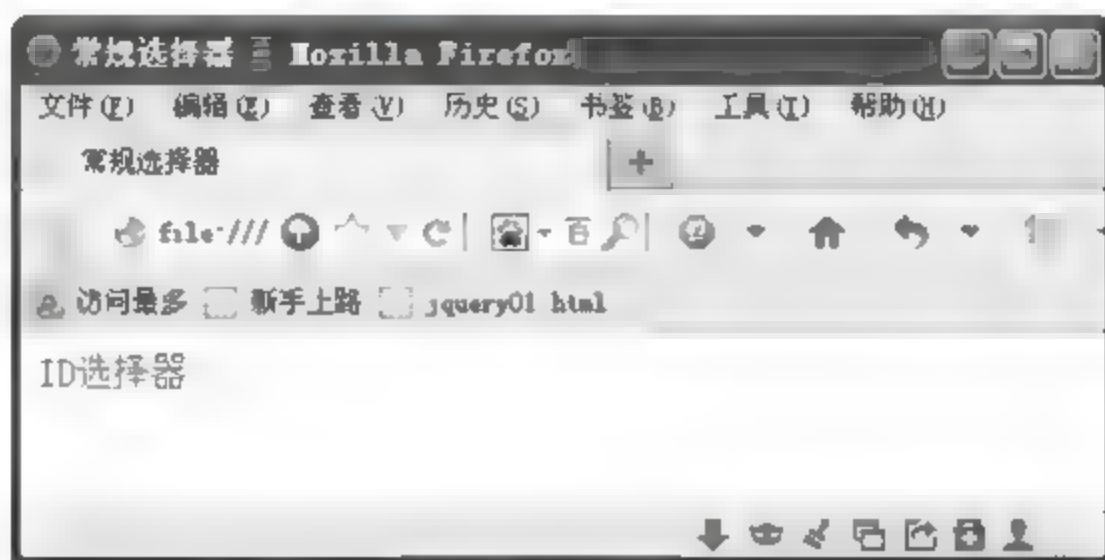 常规选择器 Mozilla Firefox
文件(F) 编辑(E) 查看(V) 历史(S) 书签(B) 工具(T) 帮助(H)
常规选择器 +
file:/// 百
访问最多 新手上路 jquery01 html
ID选择器